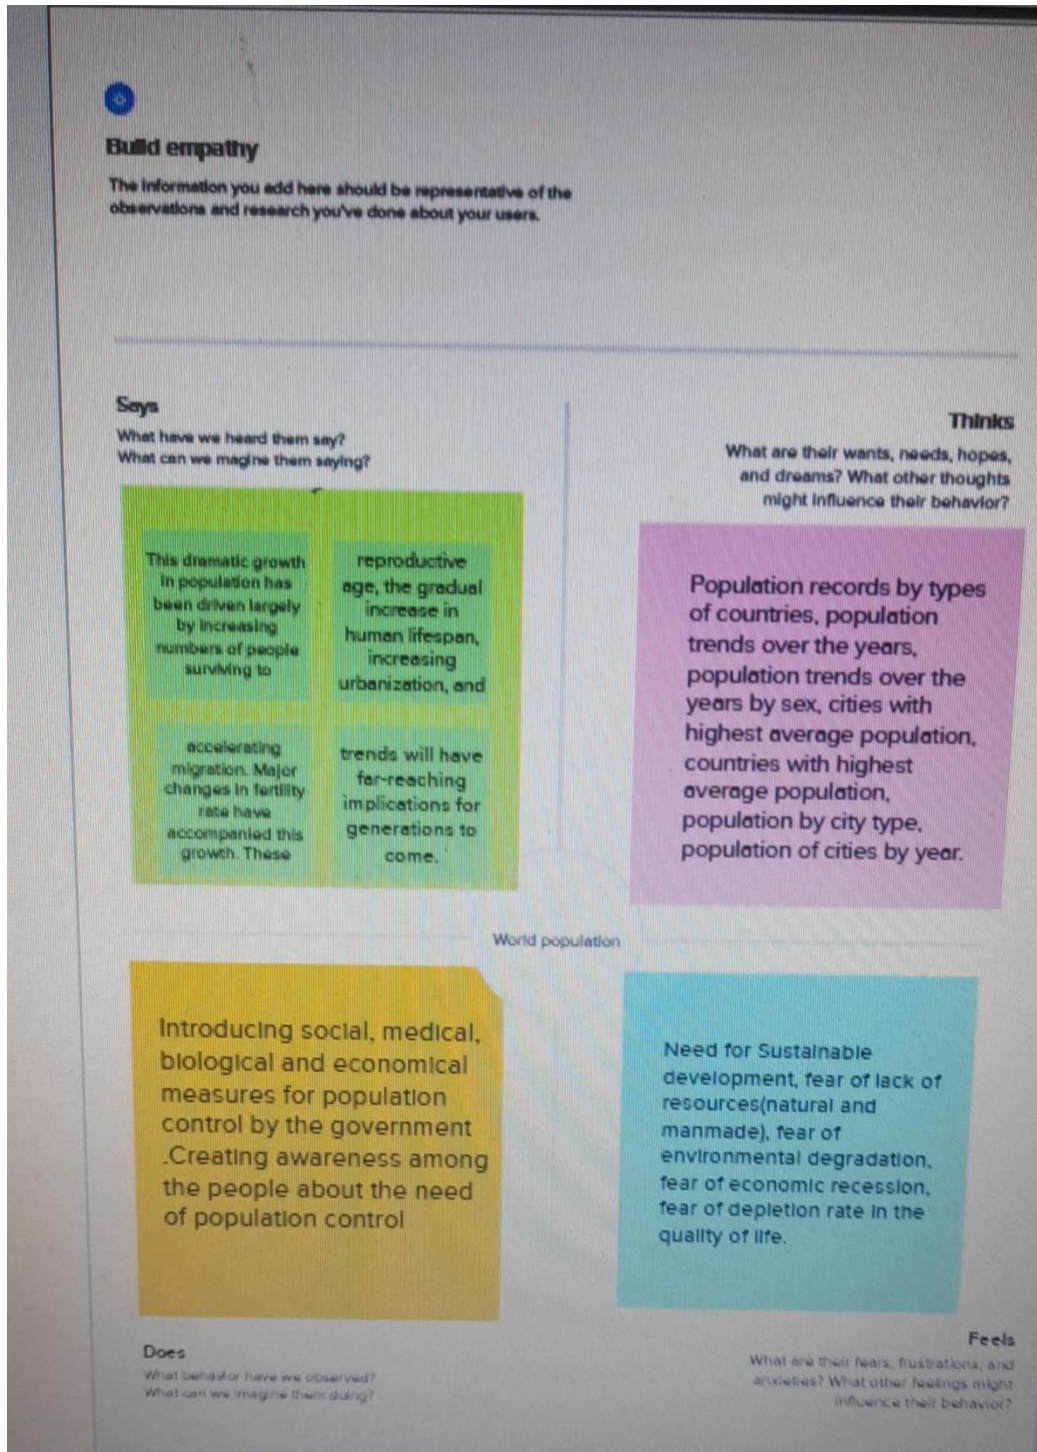 Build empathy
The information you add here should be representative of the
observations and research you've done about your users.
Says
What have we heard them say?
What can we magine them saying?
This dramatic growth
in population has
been driven largely
by increasing
numbers of people
surviving to
reproductive
age, the gradual
increase in
human lifespan,
increasing
urbanization, and
accelerating
migration. Major
changes in fertility
rate have
accompanied this
growth. These
trends will have
far-reaching
implications for
generations to
come.
Thinks
What are their wants, needs, hopes,
and dreams? What other thoughts
might influence their behavior?
Population records by types
of countries, population
trends over the years,
population trends over the
years by sex, cities with
highest average population,
countries with highest
average population,
population by city type,
population of cities by year.
World population
Introducing social, medical,
biological and economical
measures for population
control by the government
.Creating awareness among
the people about the need
of population control
Does
What behavior have we observed?
What can we imagine them doing?
Need for Sustainable
development, fear of lack of
resources(natural and
manmade), fear of
environmental degradation,
fear of economic recession,
fear of depletion rate in the
quality of life.
Feels
What are their fears, frustrations, and
anxieties? What other feelings might
influence their behavior?